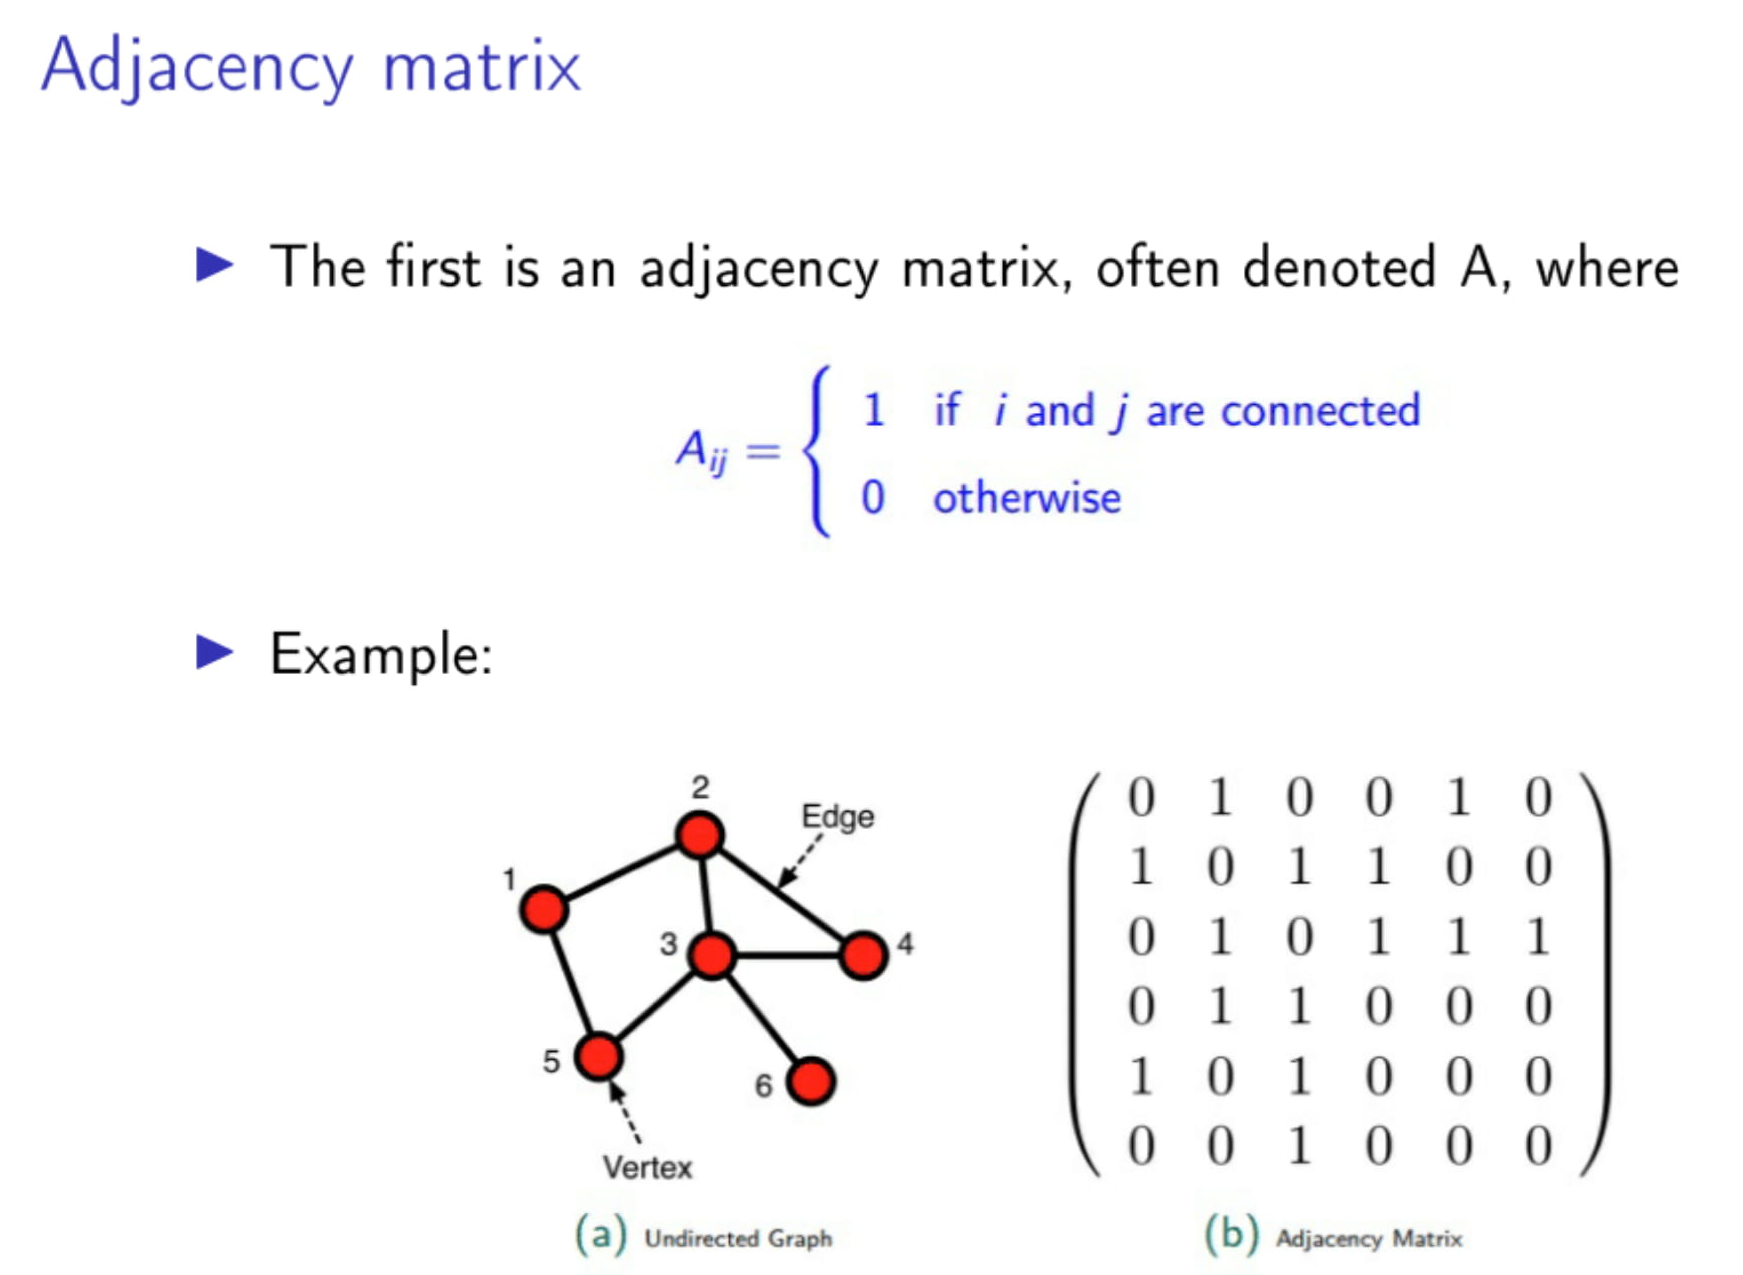 Adjacency matrix
▶ The first is an adjacency matrix, often denoted A, where
A_ij = { 1 if i and j are connected
0 otherwise
▶ Example:
2
Edge
1
3
4
5
6
Vertex
(a) Undirected Graph
0 1 0 0 1 0
1 0 1 1 0 0
0 1 0 1 1 1
0 1 1 0 0 0
1 0 1 0 0 0
0 0 1 0 0 0
(b) Adjacency Matrix